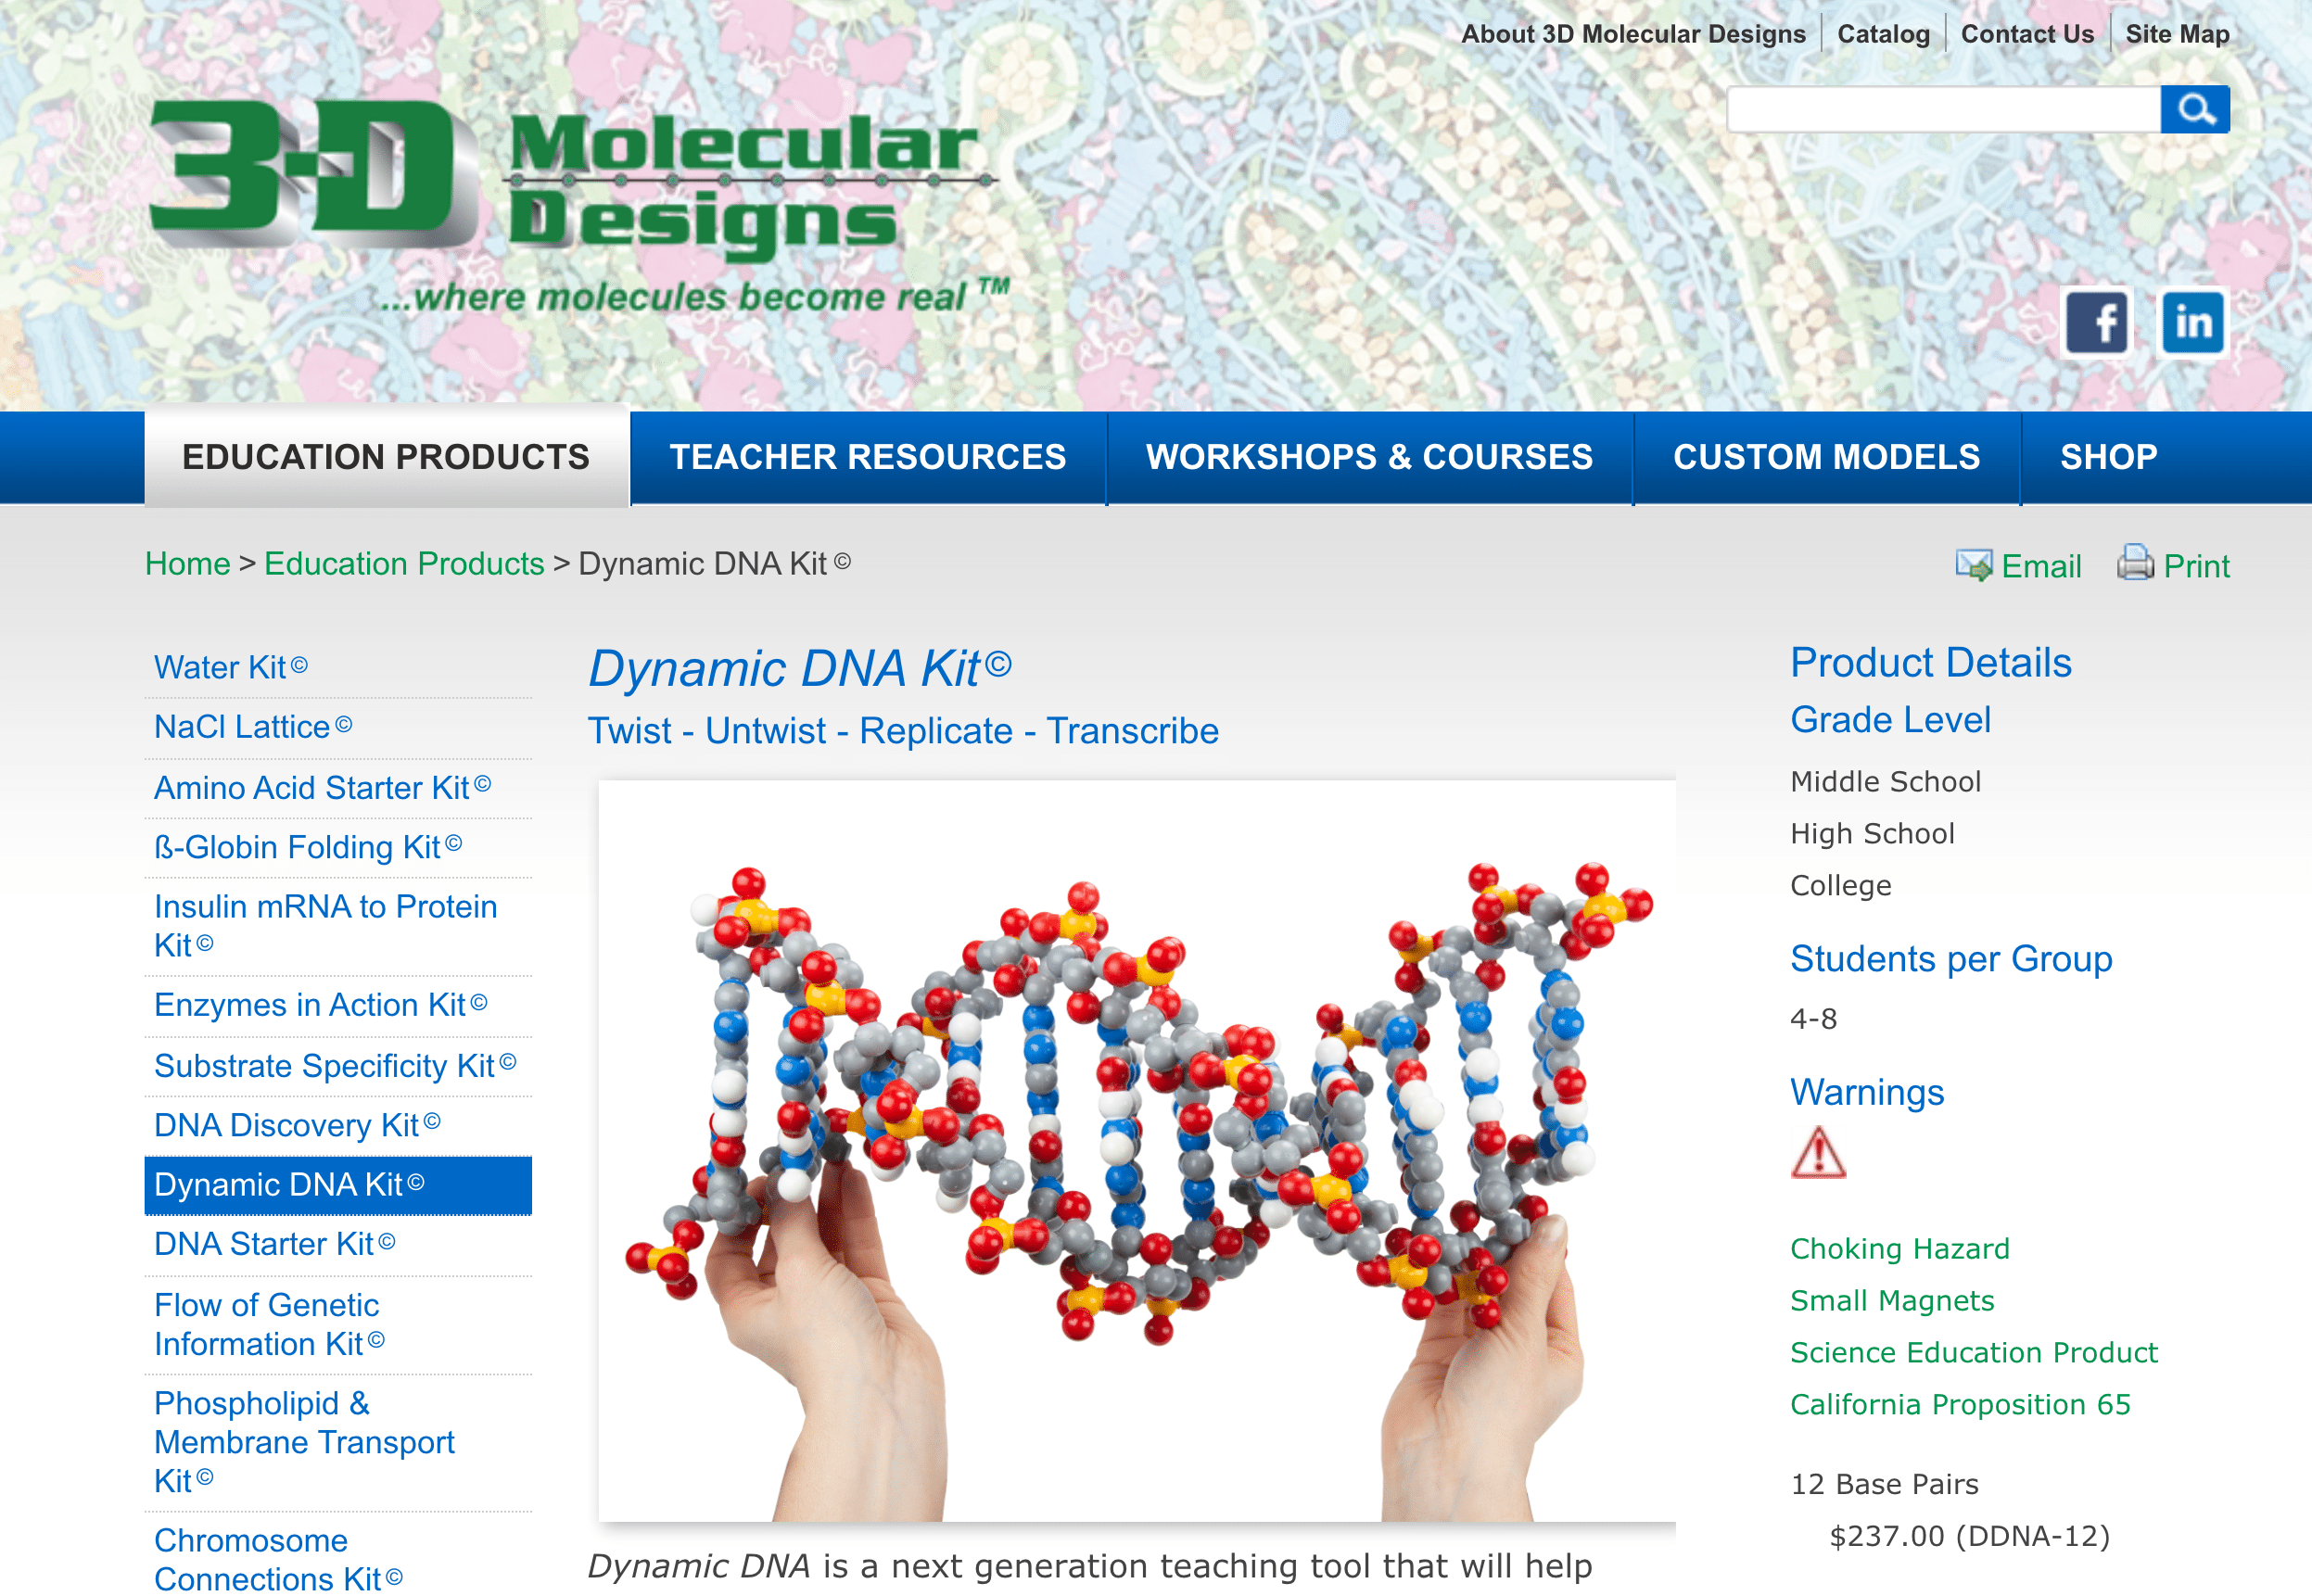 About 3D Molecular Designs
Catalog
Contact Us
Site Map
3-D Molecular
Designs
...where molecules become real ™
f
in
EDUCATION PRODUCTS
TEACHER RESOURCES
WORKSHOPS & COURSES
CUSTOM MODELS
SHOP
Home > Education Products > Dynamic DNA Kit ©
Email
Print
Water Kit©
NaCl Lattice©
Amino Acid Starter Kit©
ß-Globin Folding Kit©
Insulin mRNA to Protein
Kit©
Enzymes in Action Kit©
Substrate Specificity Kit©
DNA Discovery Kit©
Dynamic DNA Kit©
DNA Starter Kit©
Flow of Genetic
Information Kit©
Phospholipid &
Membrane Transport
Kit©
Chromosome
Connections Kit©
Dynamic DNA Kit©
Twist - Untwist - Replicate - Transcribe
Dynamic DNA is a next generation teaching tool that will help
Product Details
Grade Level
Middle School
High School
College
Students per Group
4-8
Warnings
Choking Hazard
Small Magnets
Science Education Product
California Proposition 65
12 Base Pairs
$237.00 (DDNA-12)